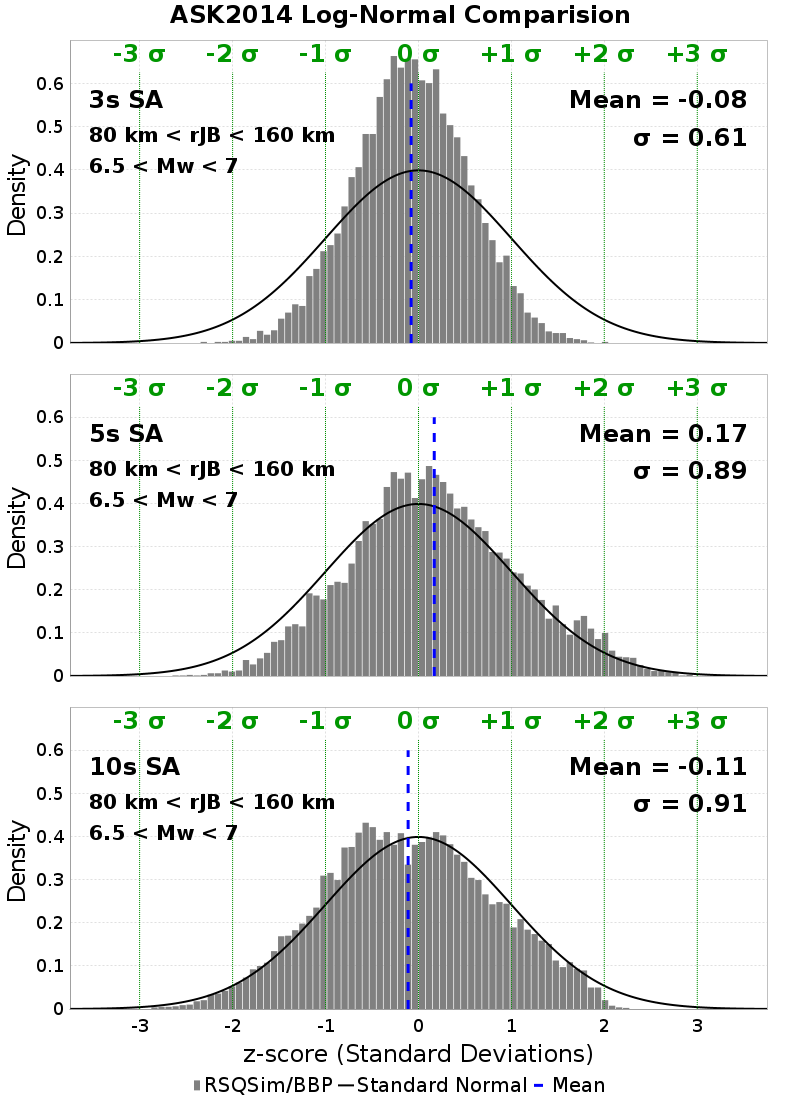 ASK2014 Log-Normal Comparision
-3 σ -2 σ -1 σ 0 σ +1 σ +2 σ +3 σ
3s SA
Mean = -0.08
80 km < rJB < 160 km
σ = 0.61
6.5 < Mw < 7
Density
0.6
0.5
0.4
0.3
0.2
0.1
0
-3 σ -2 σ -1 σ 0 σ +1 σ +2 σ +3 σ
5s SA
Mean = 0.17
80 km < rJB < 160 km
σ = 0.89
6.5 < Mw < 7
Density
0.6
0.5
0.4
0.3
0.2
0.1
0
-3 σ -2 σ -1 σ 0 σ +1 σ +2 σ +3 σ
10s SA
Mean = -0.11
80 km < rJB < 160 km
σ = 0.91
6.5 < Mw < 7
Density
0.6
0.5
0.4
0.3
0.2
0.1
0
-3 -2 -1 0 1 2 3
z-score (Standard Deviations)
RSQSim/BBP Standard Normal Mean